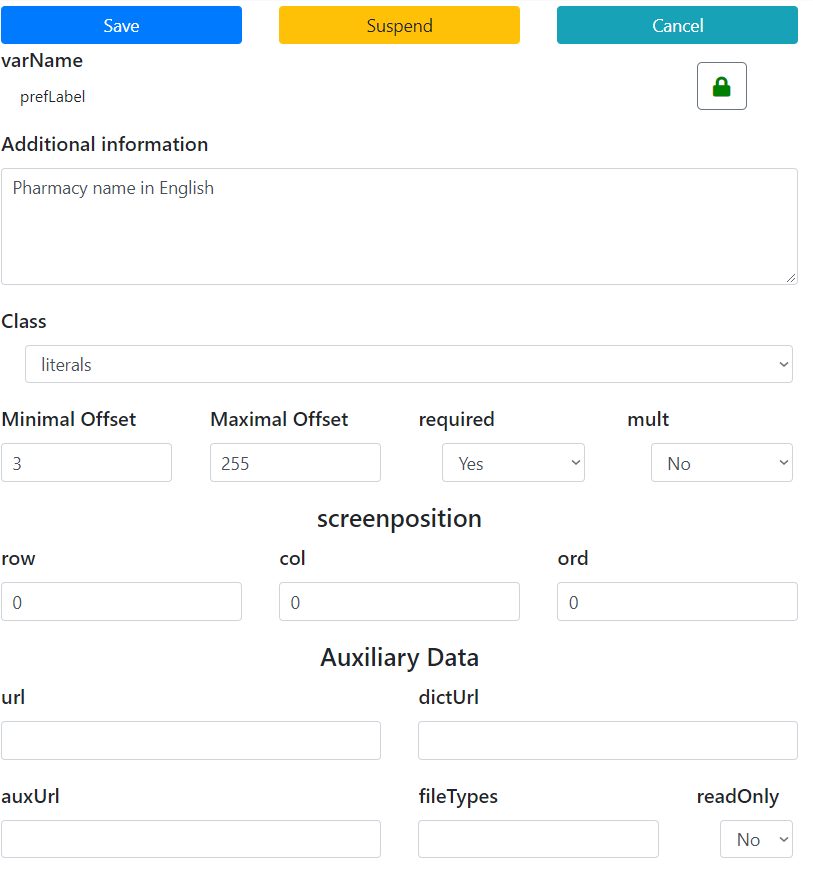 Save Suspend Cancel
varName
prefLabel
Additional information
Pharmacy name in English
Class
literals
Minimal Offset Maximal Offset required mult
3 255 Yes No
screenposition
row col ord
0 0 0
Auxiliary Data
url dictUrl
auxUrl fileTypes readOnly
No